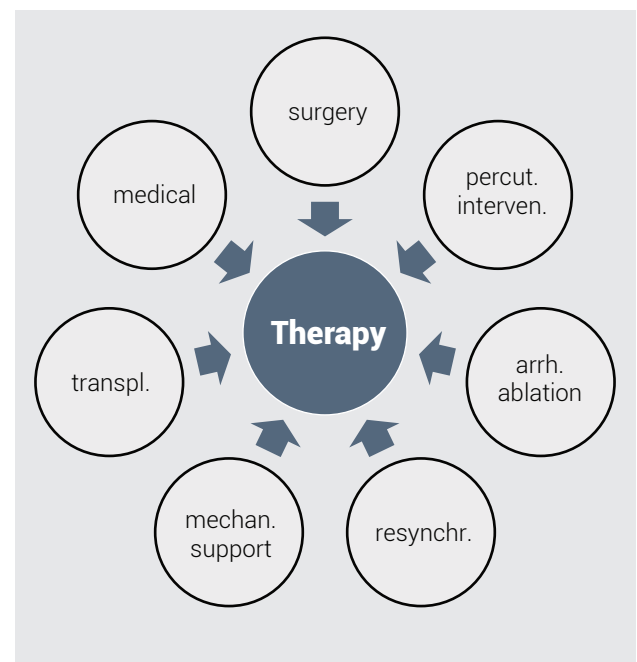 surgery
percut.
interven.
medical
Therapy
arrh.
ablation
transpl.
mechan.
support
resynchr.